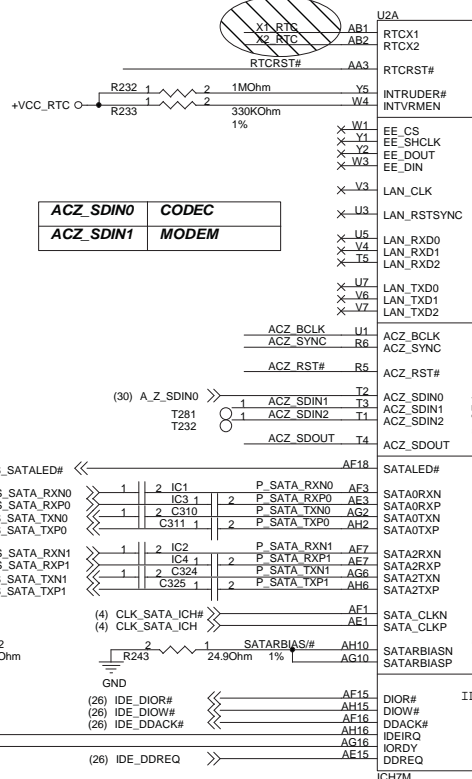 U2A
X1_RTC AB1 RTCX1
X2_RTC AB2 RTCX2
RTCRST# AA3 RTCRST#
R232 1 2 1MOhm Y5 INTRUDER#
+VCC_RTC
R233 1 2 330KOhm W4 INTVRMEN
1%
W1 EE_CS
Y1 EE_SHCLK
Y2 EE_DOUT
W3 EE_DIN
V3 LAN_CLK
U3 LAN_RSTSYNC
ACZ_SDIN0 CODEC
ACZ_SDIN1 MODEM
U5 LAN_RXD0
V4 LAN_RXD1
T5 LAN_RXD2
U7 LAN_TXD0
V6 LAN_TXD1
V7 LAN_TXD2
ACZ_BCLK U1 ACZ_BCLK
ACZ_SYNC R6 ACZ_SYNC
ACZ_RST# R5 ACZ_RST#
(30) A_Z_SDIN0 T2 ACZ_SDIN0
T281 1 ACZ_SDIN1 T3 ACZ_SDIN1
T232 1 ACZ_SDIN2 T1 ACZ_SDIN2
ACZ_SDOUT T4 ACZ_SDOUT
S_SATALED# AF18 SATALED#
S_SATA_RXN0 1 2 IC1 P_SATA_RXN0 AF3 SATA0RXN
S_SATA_RXP0 IC3 1 2 P_SATA_RXP0 AE3 SATA0RXP
S_SATA_TXN0 1 2 C310 P_SATA_TXN0 AG2 SATA0TXN
S_SATA_TXP0 C311 1 2 P_SATA_TXP0 AH2 SATA0TXP
S_SATA_RXN1 1 2 IC2 P_SATA_RXN1 AF7 SATA2RXN
S_SATA_RXP1 IC4 1 2 P_SATA_RXP1 AE7 SATA2RXP
S_SATA_TXN1 1 2 C324 P_SATA_TXN1 AG6 SATA2TXN
S_SATA_TXP1 C325 1 2 P_SATA_TXP1 AH6 SATA2TXP
(4) CLK_SATA_ICH# AF1 SATA_CLKN
(4) CLK_SATA_ICH AE1 SATA_CLKP
2 2 1 SATARBIAS/# AH10 SATARBIASN
Ohm R243 24.9Ohm 1% AG10 SATARBIASP
GND
(26) IDE_DIOR# AF15 DIOR#
(26) IDE_DIOW# AH15 DIOW#
(26) IDE_DDACK# AF16 DDACK#
AH16 IDEIRQ
AG16 IORDY
(26) IDE_DDREQ AE15 DDREQ
ICH7M